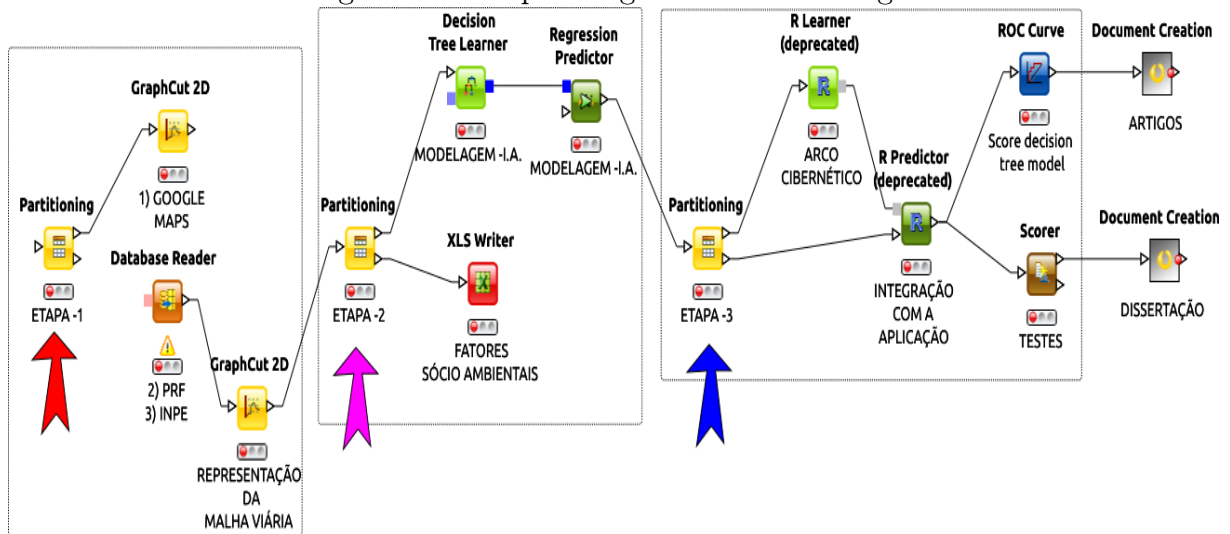 GraphCut 2D
1) GOOGLE
MAPS
Partitioning
ETAPA -1
Database Reader
2) PRF
3) INPE
GraphCut 2D
REPRESENTAÇÃO
DA
MALHA VIÁRIA
Decision
Tree Learner
MODELAGEM -I.A.
Regression
Predictor
MODELAGEM -I.A.
Partitioning
ETAPA -2
XLS Writer
FATORES
SÓCIO AMBIENTAIS
Partitioning
ETAPA -3
R Learner
(deprecated)
R
ARCO
CIBERNÉTICO
R Predictor
(deprecated)
R
INTEGRAÇÃO
COM A
APLICAÇÃO
ROC Curve
Score decision
tree model
Scorer
TESTES
Document Creation
ARTIGOS
Document Creation
DISSERTAÇÃO